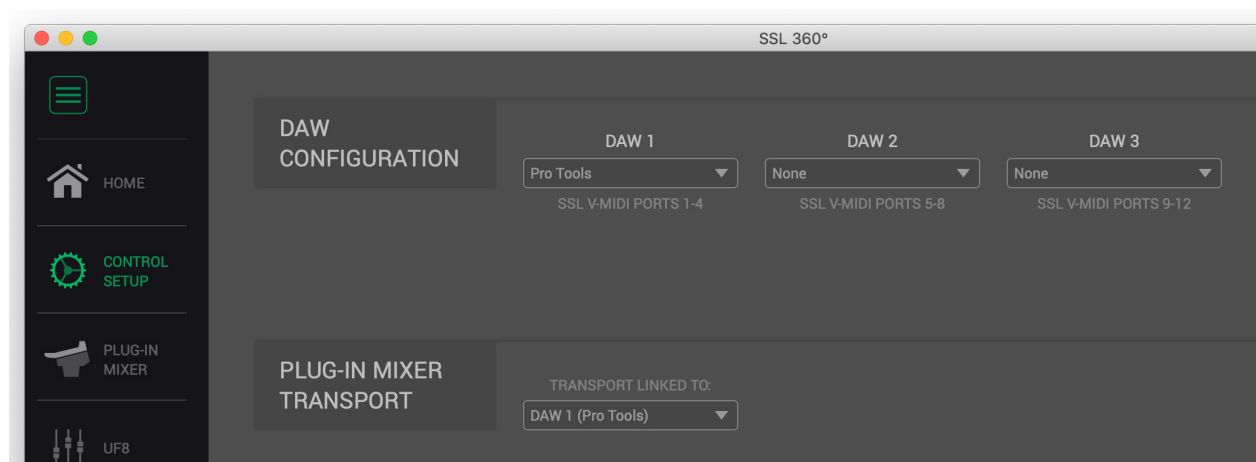 SSL 360°
HOME
CONTROL
SETUP
PLUG-IN
MIXER
UF8
DAW
CONFIGURATION
DAW 1
Pro Tools
SSL V-MIDI PORTS 1-4
DAW 2
None
SSL V-MIDI PORTS 5-8
DAW 3
None
SSL V-MIDI PORTS 9-12
PLUG-IN MIXER
TRANSPORT
TRANSPORT LINKED TO:
DAW 1 (Pro Tools)